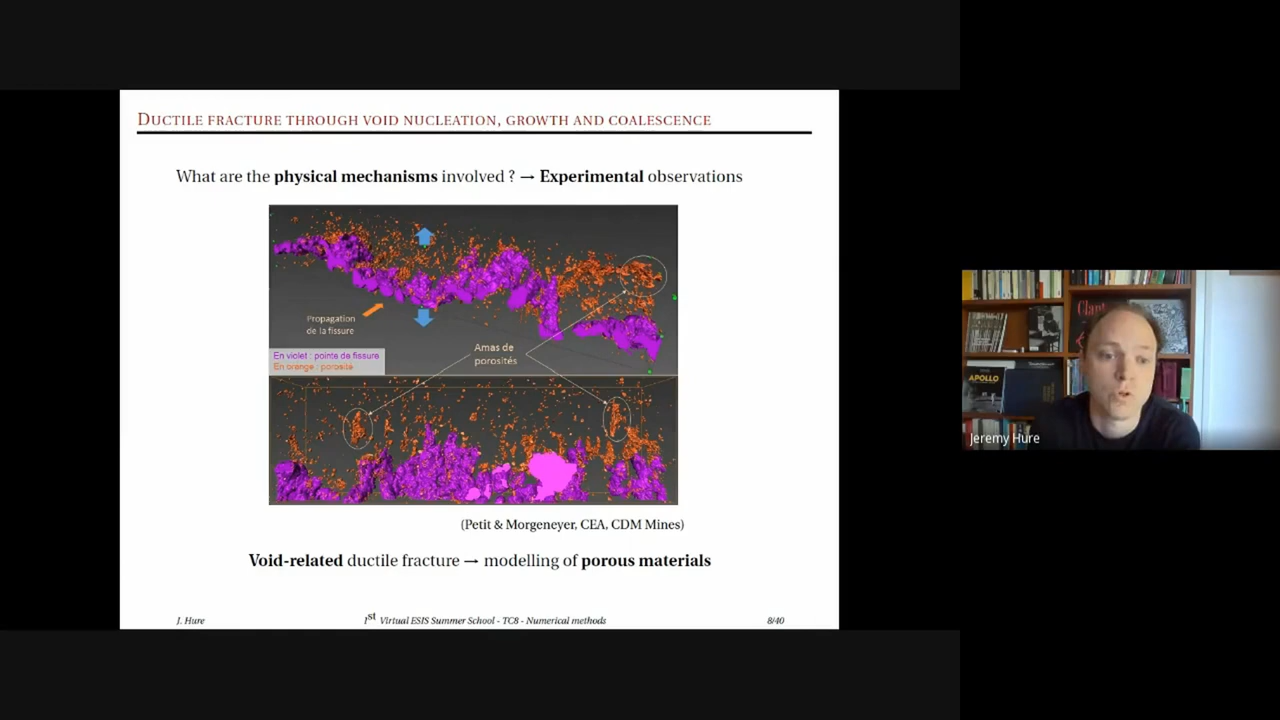 DUCTILE FRACTURE THROUGH VOID NUCLEATION, GROWTH AND COALESCENCE
What are the physical mechanisms involved ? → Experimental observations
Propagation
de la fissure
Amas de
porosités
En violet : pointe de fissure
En orange : porosité
(Petit & Morgeneyer, CEA, CDM Mines)
Void-related ductile fracture → modelling of porous materials
J. Hure
1st Virtual ESIS Summer School - TC8 - Numerical methods
8/40
APOLLO
Jeremy Hure